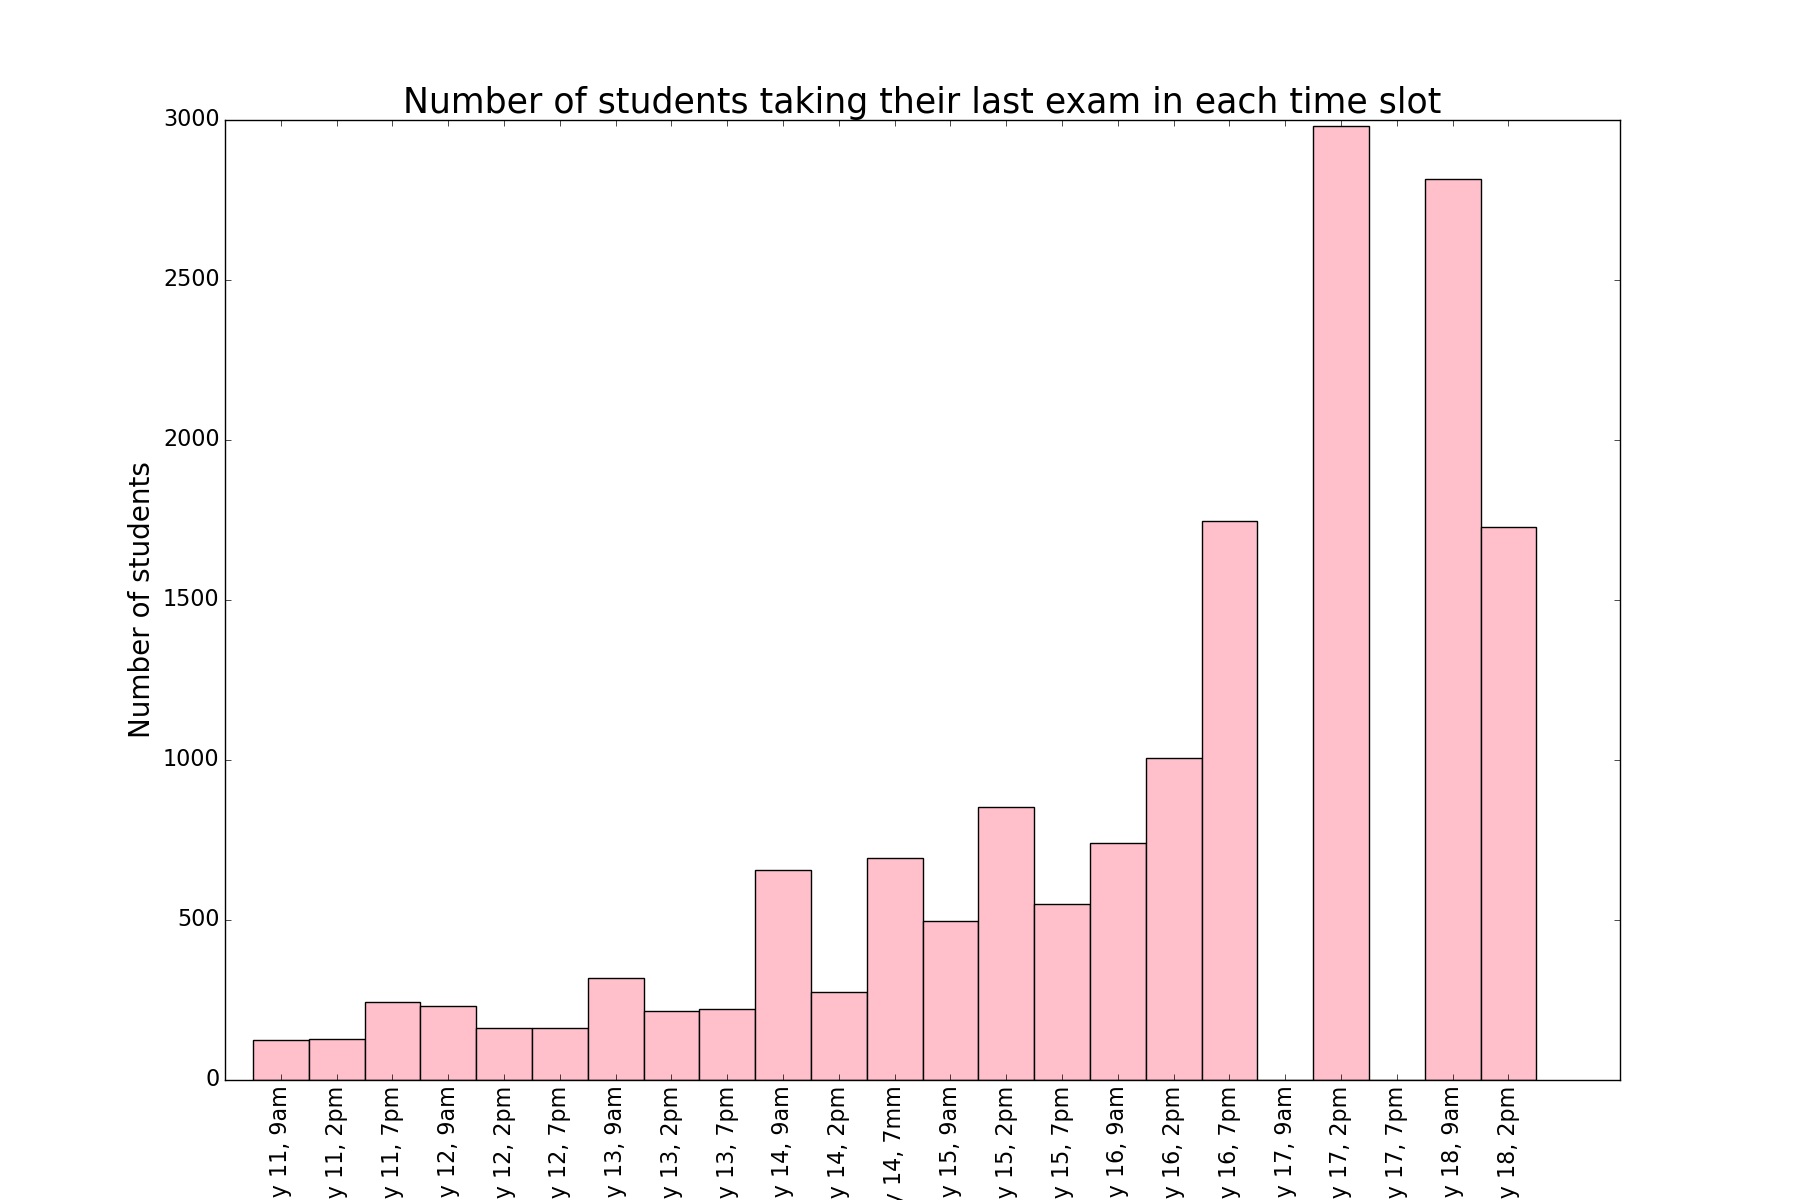 Number of students taking their last exam in each time slot
Number of students
3000
2500
2000
1500
1000
500
0
y 11, 9am
y 11, 2pm
y 11, 7pm
y 12, 9am
y 12, 2pm
y 12, 7pm
y 13, 9am
y 13, 2pm
y 13, 7pm
y 14, 9am
y 14, 2pm
y 14, 7mm
y 15, 9am
y 15, 2pm
y 15, 7pm
y 16, 9am
y 16, 2pm
y 16, 7pm
y 17, 9am
y 17, 2pm
y 17, 7pm
y 18, 9am
y 18, 2pm